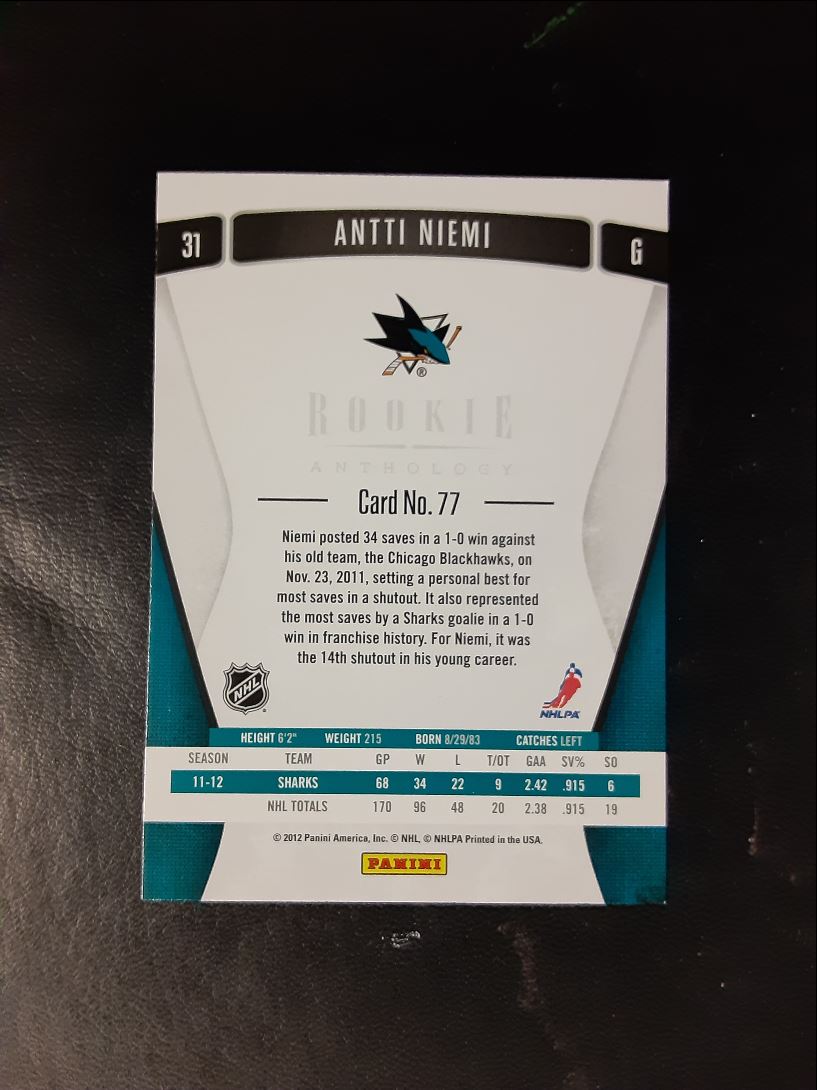 31 ANTTI NIEMI G
®
ROOKIE
ANTHOLOGY
Card No. 77
Niemi posted 34 saves in a 1-0 win against
his old team, the Chicago Blackhawks, on
Nov. 23, 2011, setting a personal best for
most saves in a shutout. It also represented
the most saves by a Sharks goalie in a 1-0
win in franchise history. For Niemi, it was
the 14th shutout in his young career.
NHL
NHLPA
HEIGHT 6'2" WEIGHT 215 BORN 8/29/83 CATCHES LEFT
SEASON TEAM GP W L T/OT GAA SV% SO
11-12 SHARKS 68 34 22 9 2.42 .915 6
NHL TOTALS 170 96 48 20 2.38 .915 19
© 2012 Panini America, Inc. © NHL, © NHLPA Printed in the USA.
PANINI